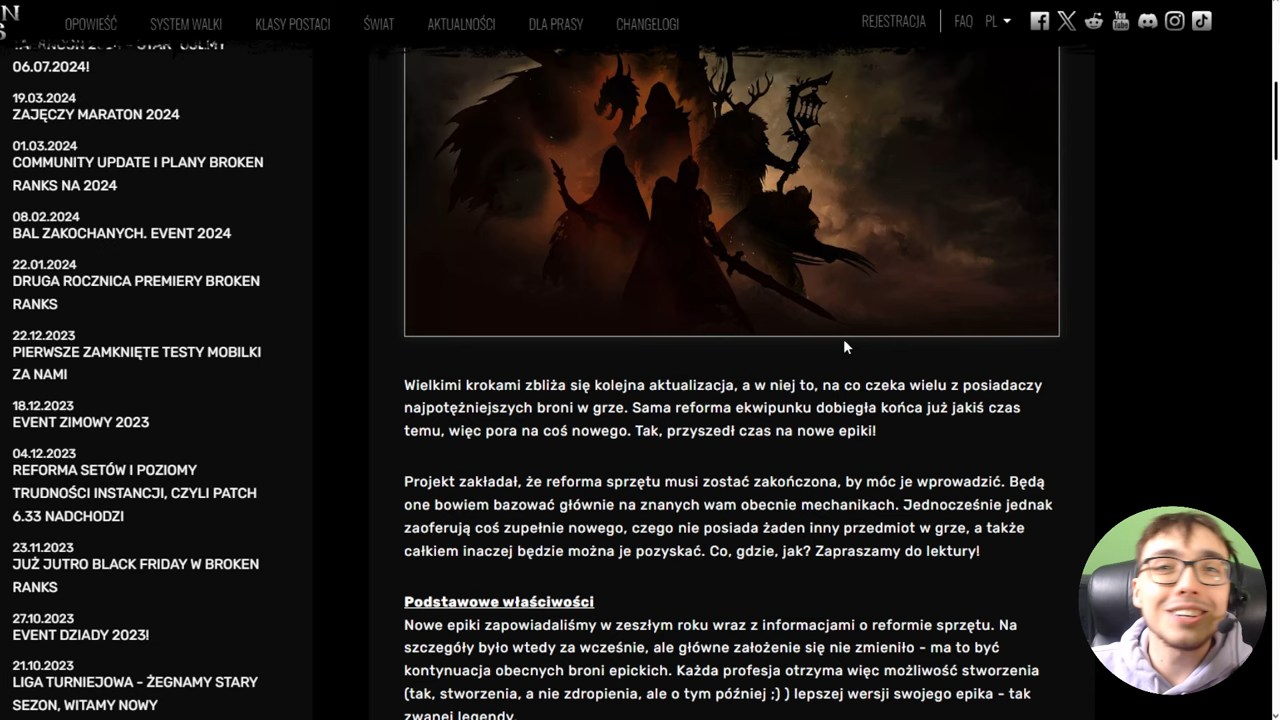 OPOWIEŚĆ SYSTEM WALKI KLASY POSTACI ŚWIAT AKTUALNOŚCI DLA PRASY CHANGELOGI REJESTRACJA FAQ PL
06.07.2024!
19.03.2024
ZAJĘCZY MARATON 2024
01.03.2024
COMMUNITY UPDATE I PLANY BROKEN
RANKS NA 2024
08.02.2024
BAL ZAKOCHANYCH. EVENT 2024
22.01.2024
DRUGA ROCZNICA PREMIERY BROKEN
RANKS
22.12.2023
PIERWSZE ZAMKNIĘTE TESTY MOBILKI
ZA NAMI
18.12.2023
EVENT ZIMOWY 2023
04.12.2023
REFORMA SETÓW I POZIOMY
TRUDNOŚCI INSTANCJI, CZYLI PATCH
6.33 NADCHODZI
23.11.2023
JUŻ JUTRO BLACK FRIDAY W BROKEN
RANKS
27.10.2023
EVENT DZIADY 2023!
21.10.2023
LIGA TURNIEJOWA - ŻEGNAMY STARY
SEZON, WITAMY NOWY
Wielkimi krokami zbliża się kolejna aktualizacja, a w niej to, na co czeka wielu z posiadaczy
najpotężniejszych broni w grze. Sama reforma ekwipunku dobiegła końca już jakiś czas
temu, więc pora na coś nowego. Tak, przyszedł czas na nowe epiki!
Projekt zakładał, że reforma sprzętu musi zostać zakończona, by móc je wprowadzić. Będą
one bowiem bazować głównie na znanych wam obecnie mechanikach. Jednocześnie jednak
zaoferują coś zupełnie nowego, czego nie posiada żaden inny przedmiot w grze, a także
całkiem inaczej będzie można je pozyskać. Co, gdzie, jak? Zapraszamy do lektury!
Podstawowe właściwości
Nowe epiki zapowiadaliśmy w zeszłym roku wraz z informacjami o reformie sprzętu. Na
szczegóły było wtedy za wcześnie, ale główne założenie się nie zmieniło - ma to być
kontynuacja obecnych broni epickich. Każda profesja otrzyma więc możliwość stworzenia
(tak, stworzenia, a nie zdropienia, ale o tym później ;) ) lepszej wersji swojego epika - tak
zwanej legendy.